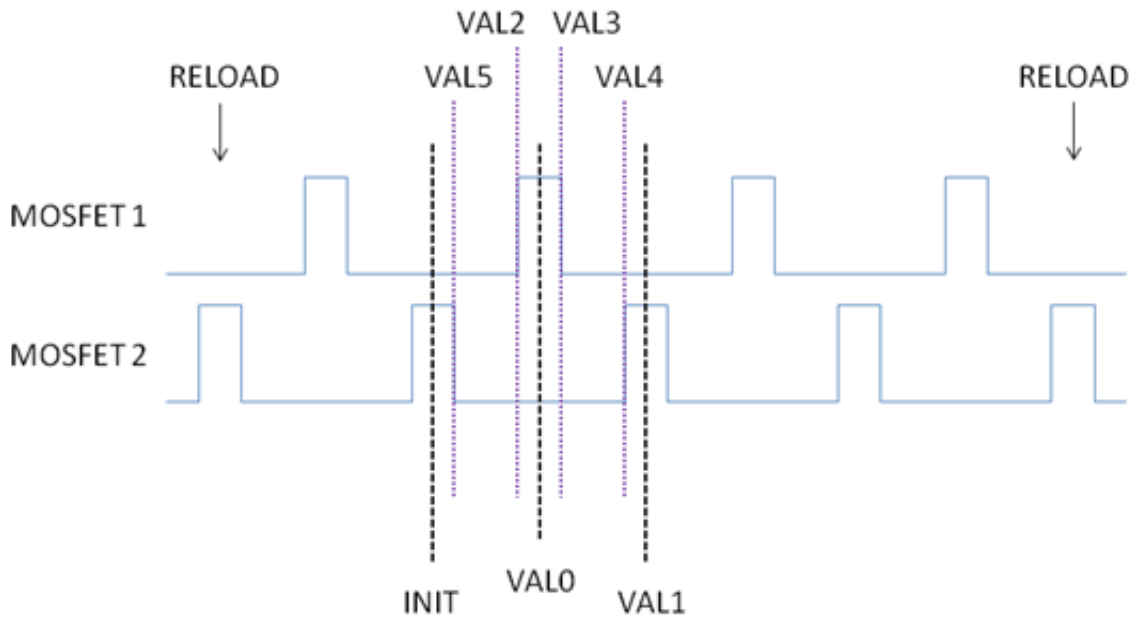 VAL2 VAL3
RELOAD VAL5 VAL4 RELOAD
MOSFET 1
MOSFET 2
INIT VAL0 VAL1